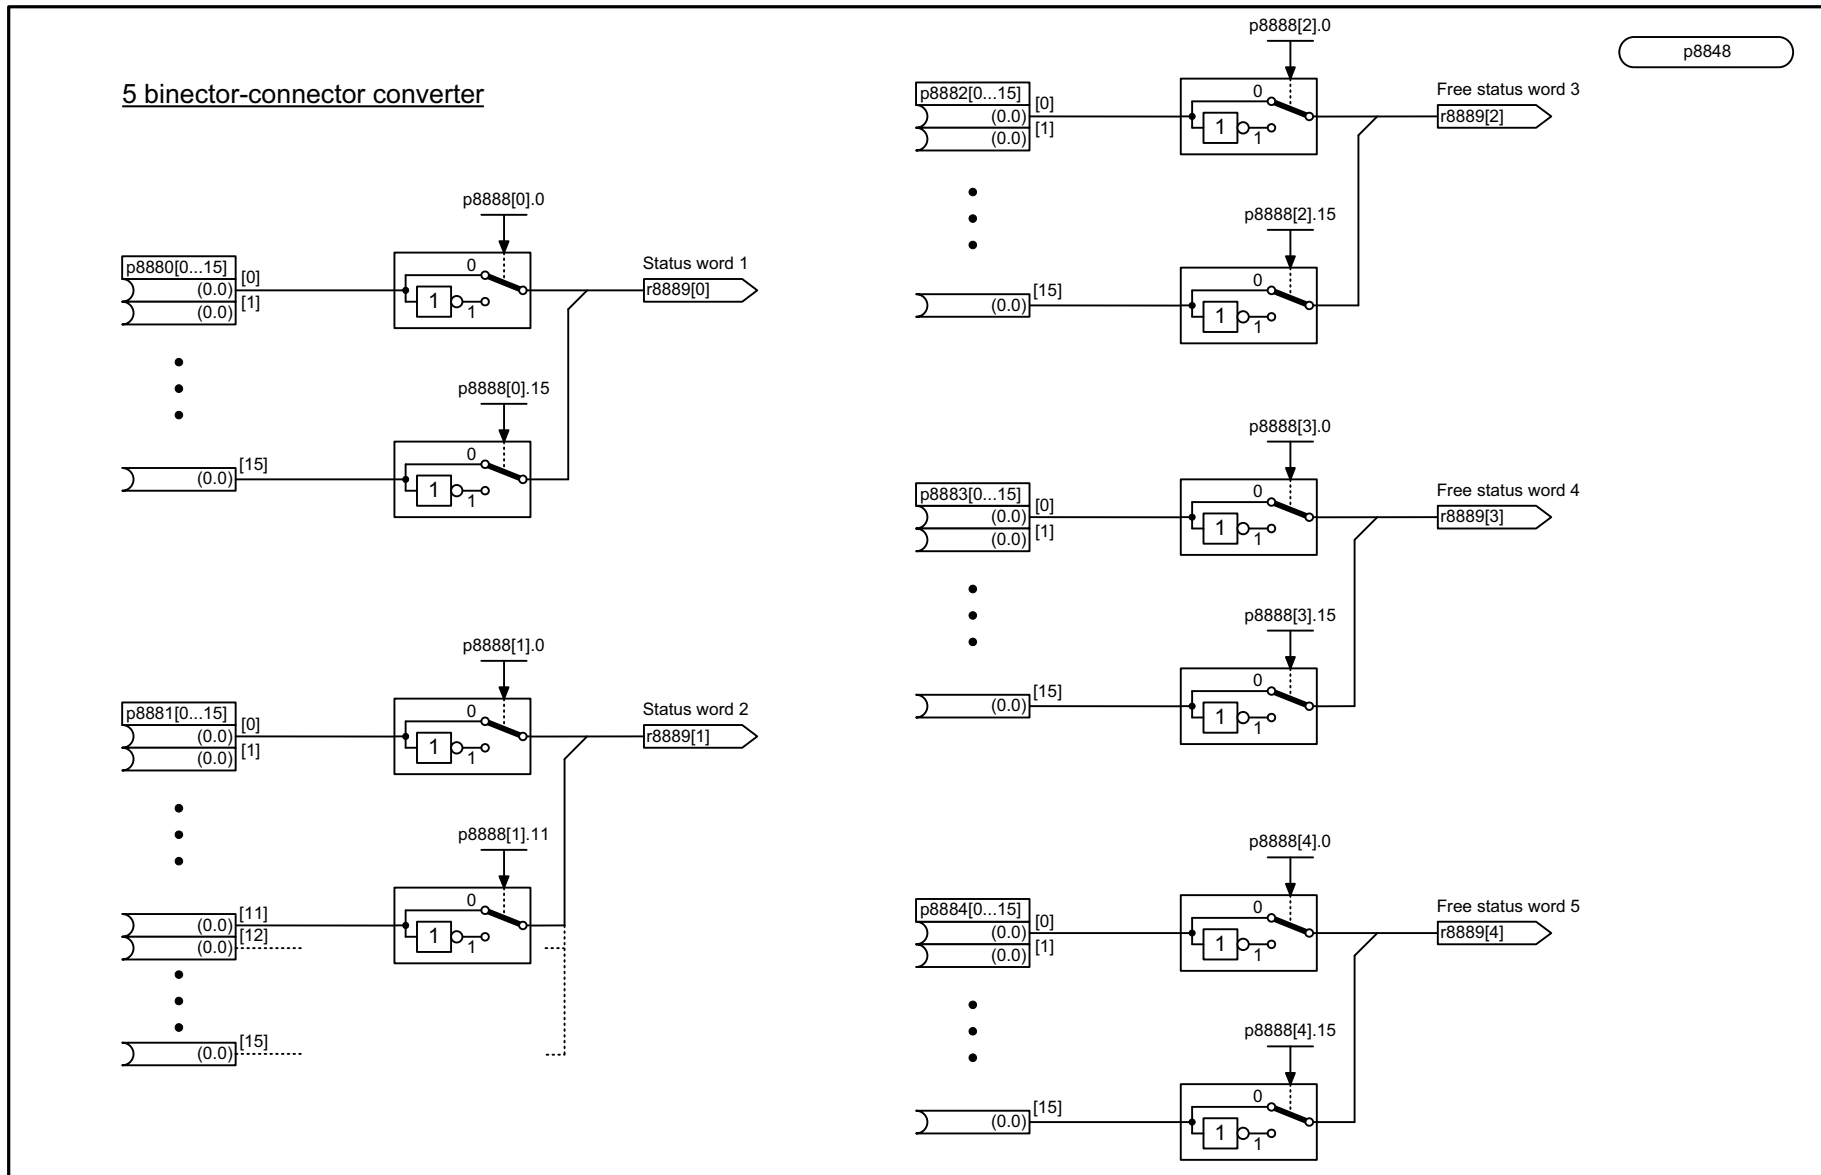 5 binector-connector converter
p8848
p8888[0].0
p8880[0...15]
[0]
(0.0)
[1]
(0.0)
0
1
1
Status word 1
r8889[0]
p8888[0].15
[15]
(0.0)
0
1
1
p8888[1].0
p8881[0...15]
[0]
(0.0)
[1]
(0.0)
0
1
1
Status word 2
r8889[1]
p8888[1].11
[11]
(0.0)
[12]
(0.0)
0
1
1
[15]
(0.0)
p8888[2].0
p8882[0...15]
[0]
(0.0)
[1]
(0.0)
0
1
1
Free status word 3
r8889[2]
p8888[2].15
[15]
(0.0)
0
1
1
p8888[3].0
p8883[0...15]
[0]
(0.0)
[1]
(0.0)
0
1
1
Free status word 4
r8889[3]
p8888[3].15
[15]
(0.0)
0
1
1
p8888[4].0
p8884[0...15]
[0]
(0.0)
[1]
(0.0)
0
1
1
Free status word 5
r8889[4]
p8888[4].15
[15]
(0.0)
0
1
1